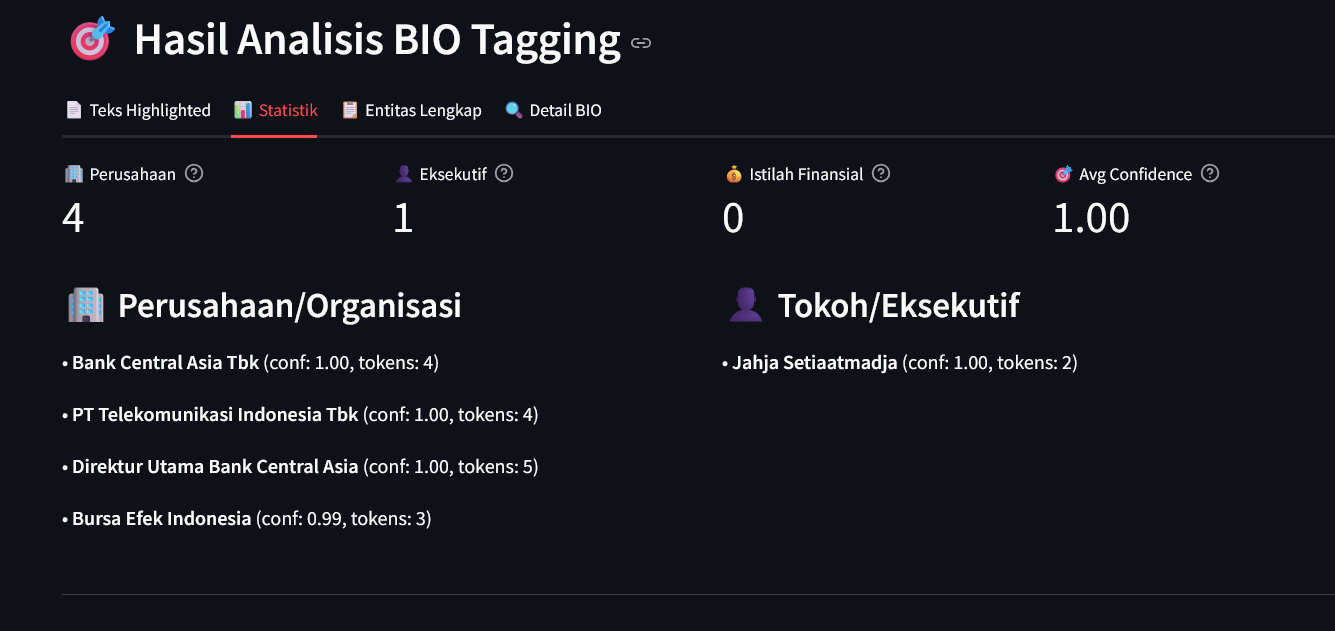 Hasil Analisis BIO Tagging
Teks Highlighted Statistik Entitas Lengkap Detail BIO
Perusahaan Eksekutif Istilah Finansial Avg Confidence
4 1 0 1.00
Perusahaan/Organisasi Tokoh/Eksekutif
• Bank Central Asia Tbk (conf: 1.00, tokens: 4) • Jahja Setiaatmadja (conf: 1.00, tokens: 2)
• PT Telekomunikasi Indonesia Tbk (conf: 1.00, tokens: 4)
• Direktur Utama Bank Central Asia (conf: 1.00, tokens: 5)
• Bursa Efek Indonesia (conf: 0.99, tokens: 3)